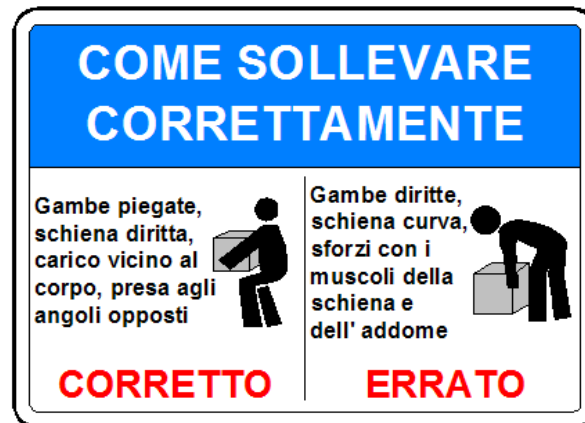 COME SOLLEVARE
CORRETTAMENTE
Gambe piegate,
schiena diritta,
carico vicino al
corpo, presa agli
angoli opposti
CORRETTO
Gambe diritte,
schiena curva,
sforzi con i
muscoli della
schiena e
dell' addome
ERRATO